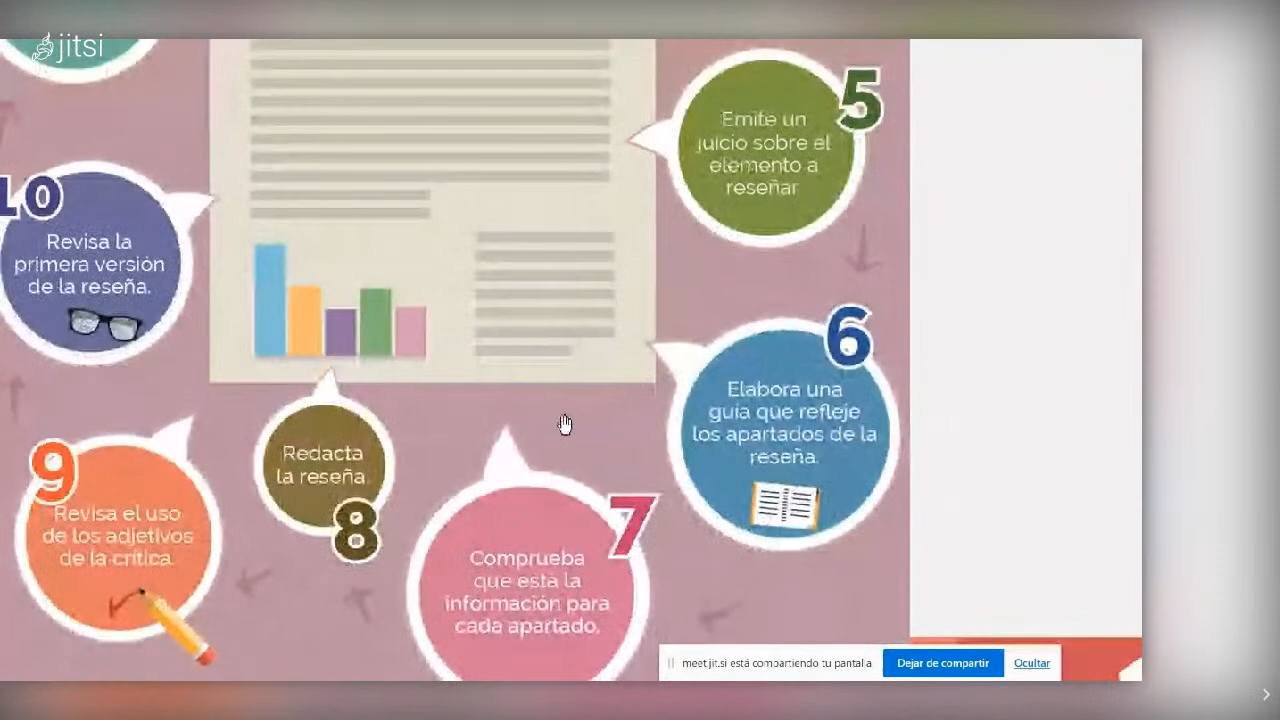 jitsi
5
Emite un
juicio sobre el
elemento a
reseñar
10
Revisa la
primera versión
de la reseña.
6
Elabora una
guía que refleje
los apartados de la
reseña.
9
Revisa el uso
de los adjetivos
de la crítica.
Redacta
la reseña.
8
7
Comprueba
que está la
información para
cada apartado.
meet.jit.si está compartiendo tu pantalla.
Dejar de compartir
Ocultar